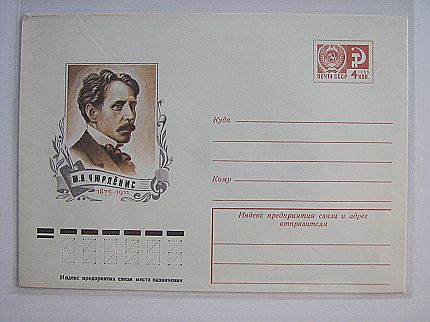 ПОЧТА СССР
4 КОП.
Куда
Кому
М.К. ЧЮРЛЁНИС
1875-1911
Индекс предприятия связи и адрес
отправителя
Индекс предприятия связи места назначения